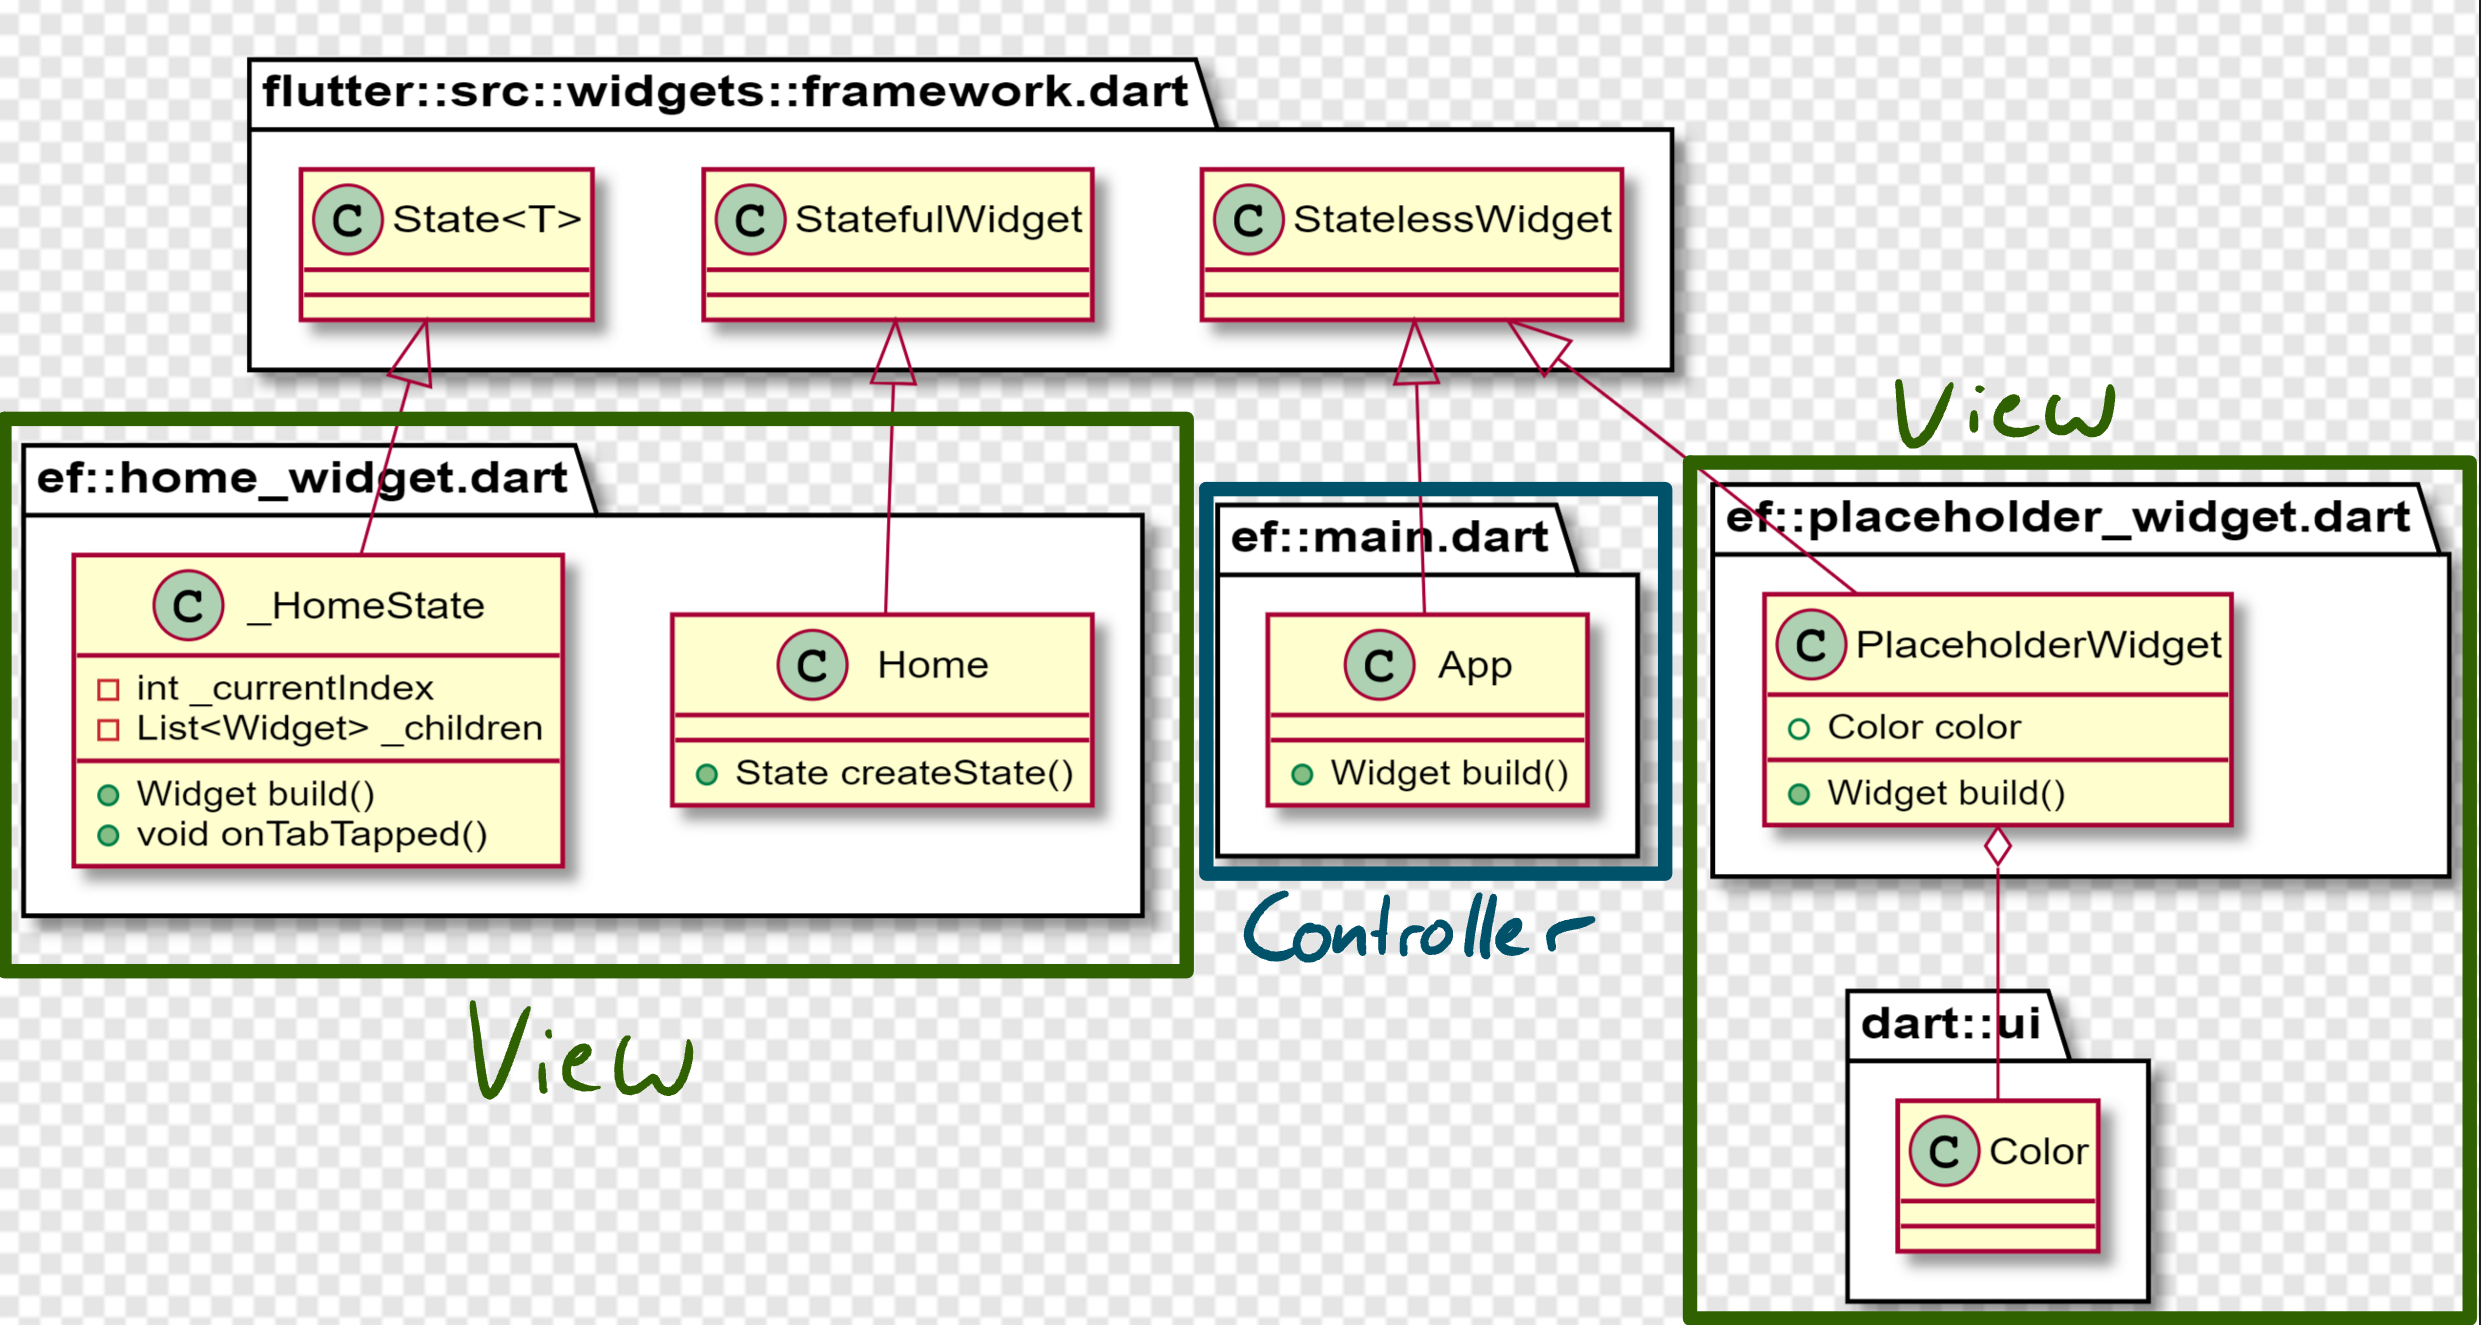 flutter::src::widgets::framework.dart
C State<T>
C StatefulWidget
C StatelessWidget
View
ef::home_widget.dart
C _HomeState
int _currentIndex
List<Widget> _children
Widget build()
void onTabTapped()
C Home
State createState()
View
ef::main.dart
C App
Widget build()
Controller
ef::placeholder_widget.dart
C PlaceholderWidget
Color color
Widget build()
dart::ui
C Color